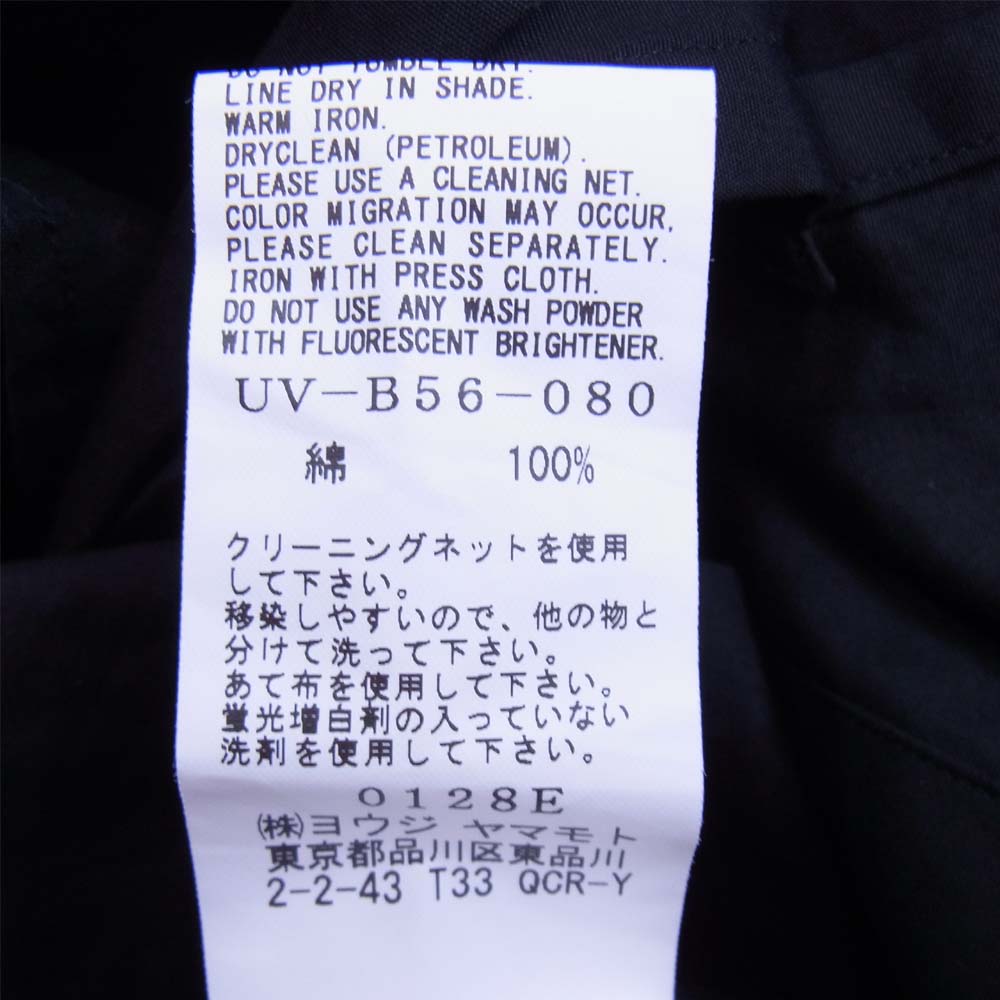 DO NOT TUMBLE DRY.
LINE DRY IN SHADE.
WARM IRON.
DRYCLEAN (PETROLEUM).
PLEASE USE A CLEANING NET.
COLOR MIGRATION MAY OCCUR,
PLEASE CLEAN SEPARATELY.
IRON WITH PRESS CLOTH.
DO NOT USE ANY WASH POWDER
WITH FLUORESCENT BRIGHTENER.
UV-B56-080
綿 100%
クリーニングネットを使用
して下さい。
移染しやすいので、他の物と
分けて洗って下さい。
あて布を使用して下さい。
蛍光増白剤の入っていない
洗剤を使用して下さい。
0128E
㈱ヨウジ ヤマモト
東京都品川区東品川
2-2-43 T33 QCR-Y